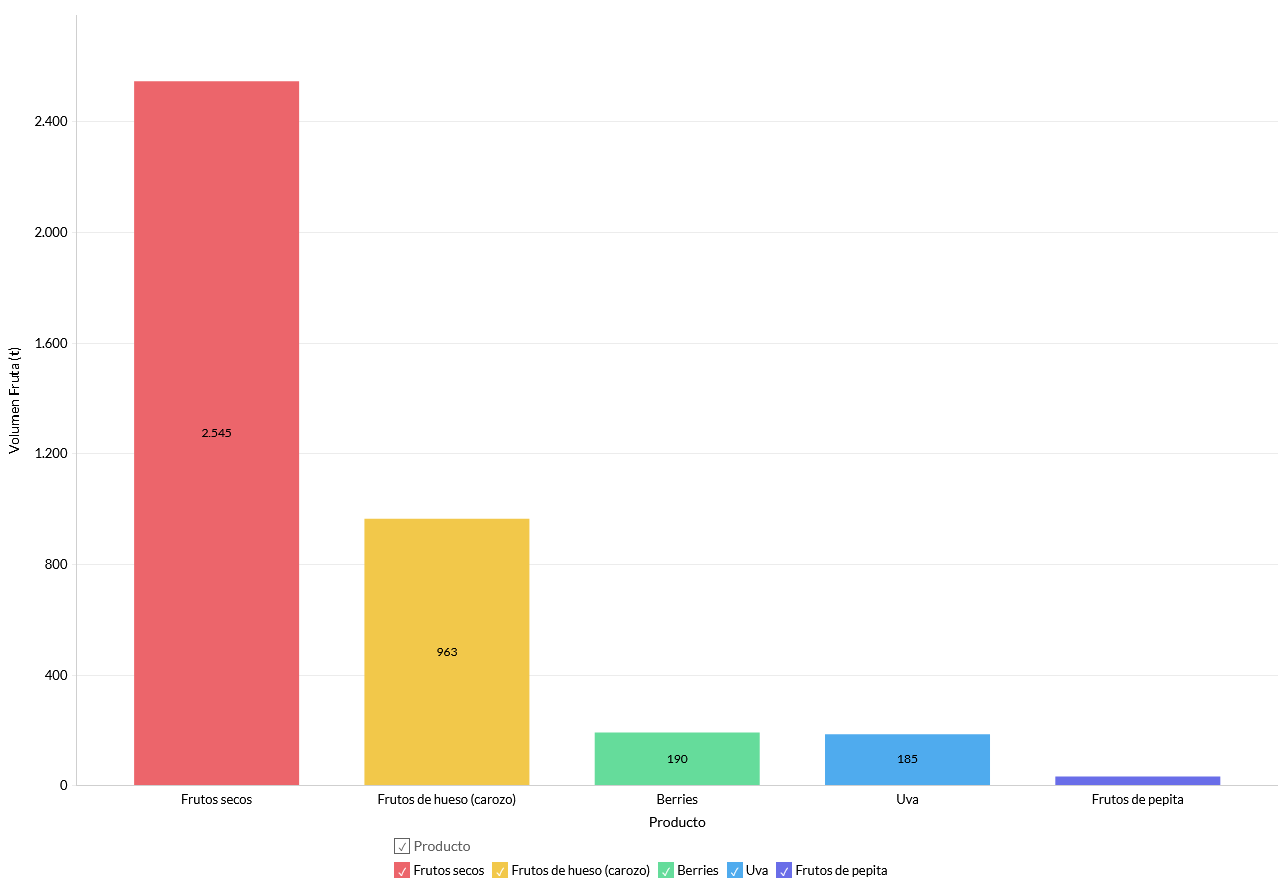 Volumen Fruta (t)
2.400
2.000
1.600
1.200
800
400
0
2.545
963
190
185
Frutos secos
Frutos de hueso (carozo)
Berries
Uva
Frutos de pepita
Producto
Producto
Frutos secos Frutos de hueso (carozo) Berries Uva Frutos de pepita